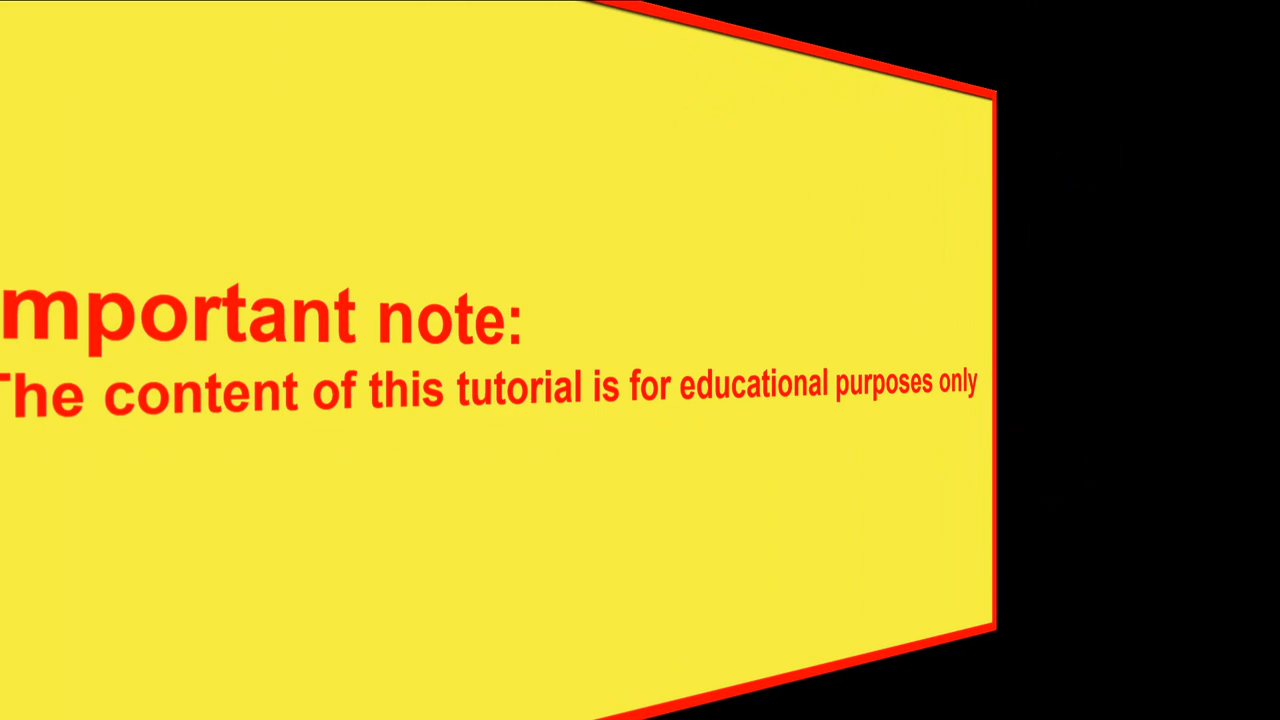 mportant note:
The content of this tutorial is for educational purposes only